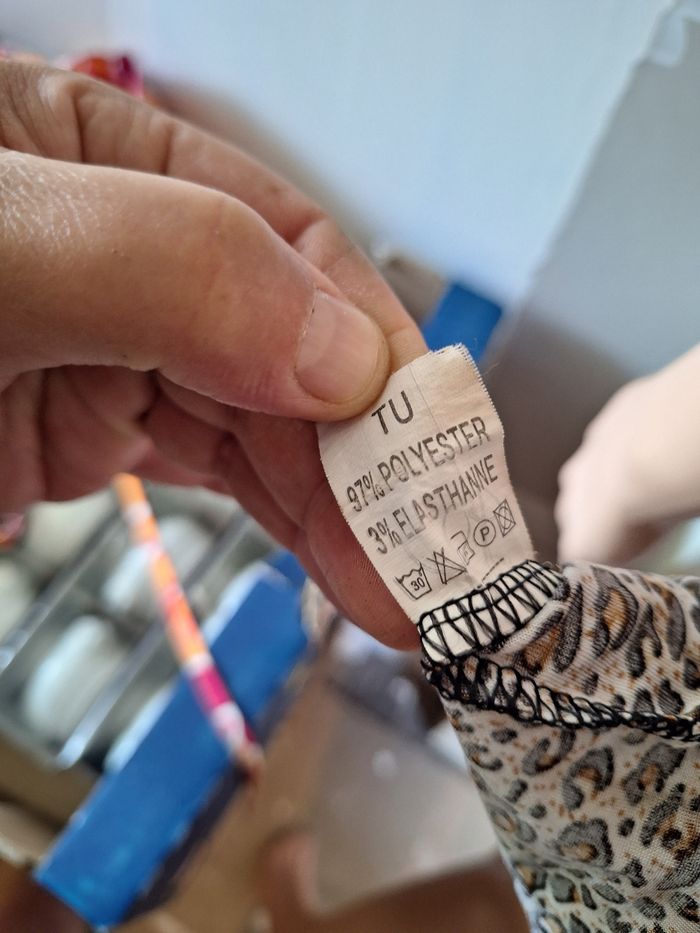 TU
97% POLYESTER
3% ELASTHANNE
30 P